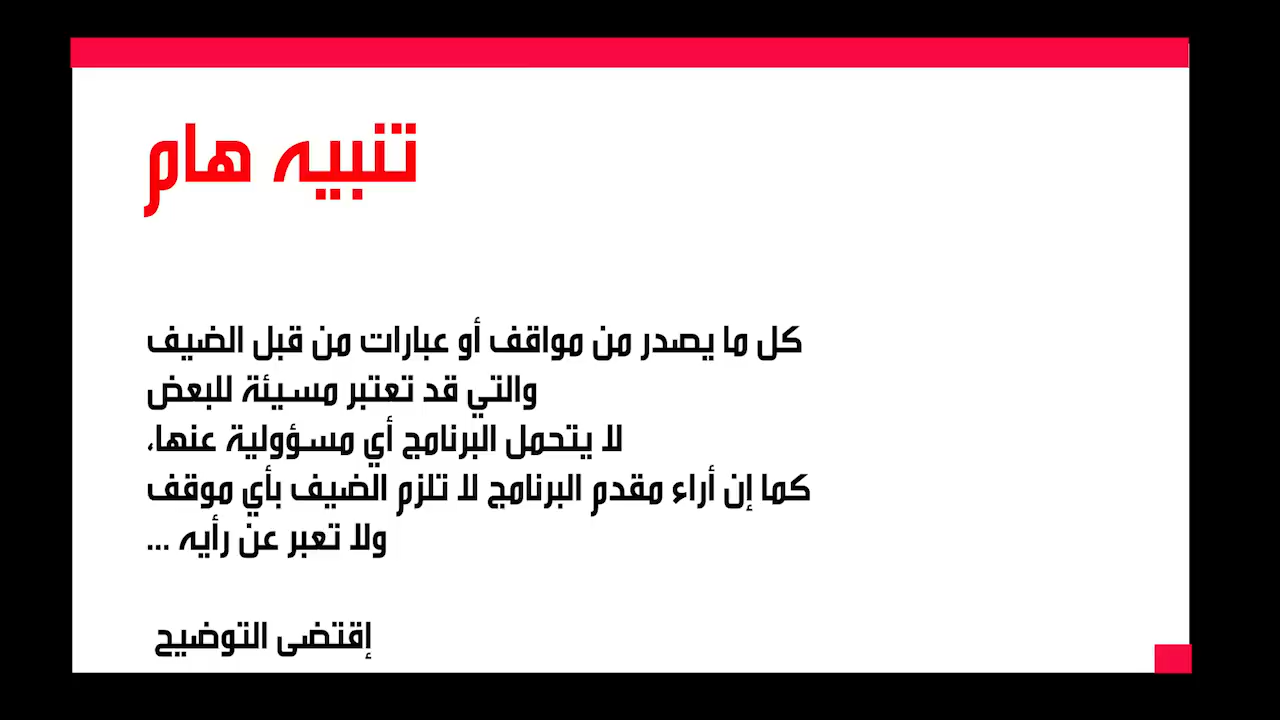 تنبيه هام
كل ما يصدر من مواقف أو عبارات من قبل الضيف
والتي قد تعتبر مسيئة للبعض
لا يتحمل البرنامج أي مسؤولية عنها،
كما إن أراء مقدم البرنامج لا تلزم الضيف بأي موقف
ولا تعبر عن رأيه ...
إقتضى التوضيح